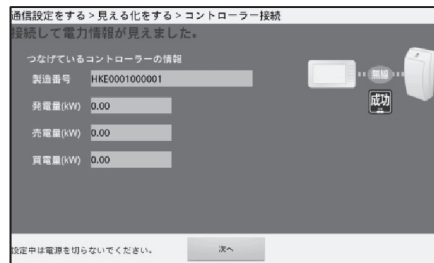 通信設定をする > 見える化をする > コントローラー接続
接続して電力情報が見えました。
つなげているコントローラーの情報
製造番号 HKE0001000001
無線
成功
発電量(kW) 0.00
売電量(kW) 0.00
買電量(kW) 0.00
設定中は電源を切らないでください。
次へ